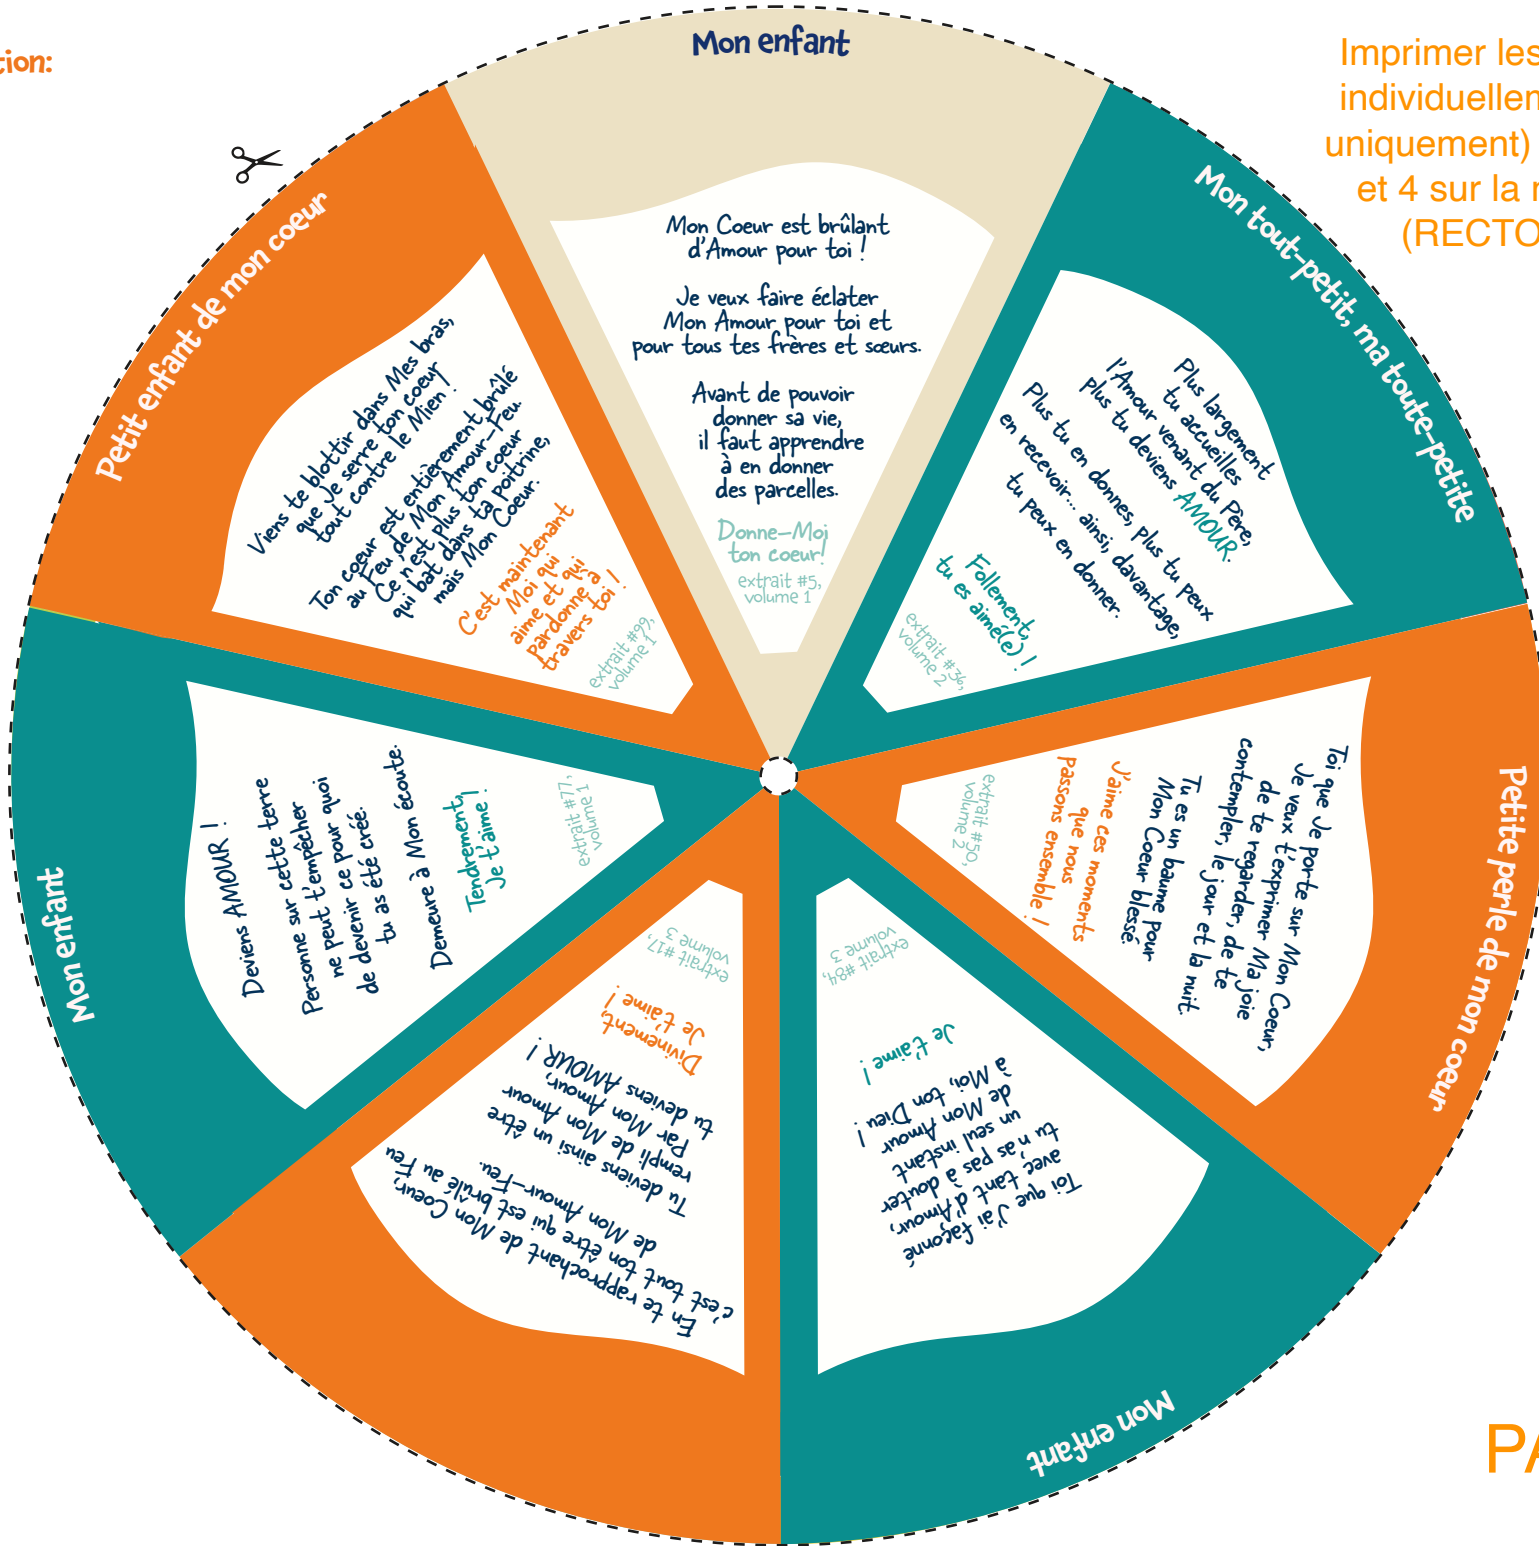 tion:
Imprimer les
individuellem
uniquement)
et 4 sur la
(RECTO
Mon enfant
Mon Coeur est brûlant
d'Amour pour toi !
Je veux faire éclater
Mon Amour pour toi et
pour tous tes frères et sœurs.
Avant de pouvoir
donner sa vie,
il faut apprendre
à en donner
des parcelles.
Donne-Moi
ton coeur!
extrait #5,
volume 1
Mon tout-petit, ma toute-petite
Plus largement
tu accueilles
l'Amour venant du Père,
plus tu deviens AMOUR.
Plus tu en donnes, plus tu peux
en recevoir... ainsi, davantage,
tu peux en donner.
Follement,
tu es aimé(e) !
extrait #36,
volume 2
Petite perle de mon coeur
Toi que Je porte sur Mon Coeur,
Je veux t'exprimer Ma joie
de te regarder, de te
contempler, le jour et la nuit.
Tu es un baume pour
Mon Coeur blessé.
J'aime ces moments
que nous
passons ensemble !
extrait #50,
volume 2
Mon enfant
Toi que J'ai façonné
avec tant d'Amour,
tu n'as pas à douter
un seul instant
de Mon Amour
à Moi, ton Dieu !
Je t'aime !
extrait #84,
volume 3
En te rapprochant de Mon Coeur,
c'est tout ton être qui est brûlé au Feu
de Mon Amour-Feu.
Tu deviens ainsi un être
rempli de Mon Amour
Par Mon Amour,
tu deviens AMOUR !
Divinement,
Je t'aime !
extrait #17,
volume 3
Mon enfant
Deviens AMOUR !
Personne sur cette terre
ne peut t'empêcher
de devenir ce pour quoi
tu as été créé.
Demeure à Mon écoute.
Tendrement,
Je t'aime !
extrait #77,
volume 1
Petit enfant de mon coeur
Viens te blottir dans Mes bras,
que Je serre ton coeur
tout contre le Mien !
Ton coeur est entièrement brûlé
au Feu de Mon Amour-Feu.
Ce n'est plus ton coeur
qui bat dans ta poitrine,
mais Mon Coeur.
C'est maintenant
Moi qui
aime et qui
pardonne à
travers toi !
extrait #99,
volume 1
PA